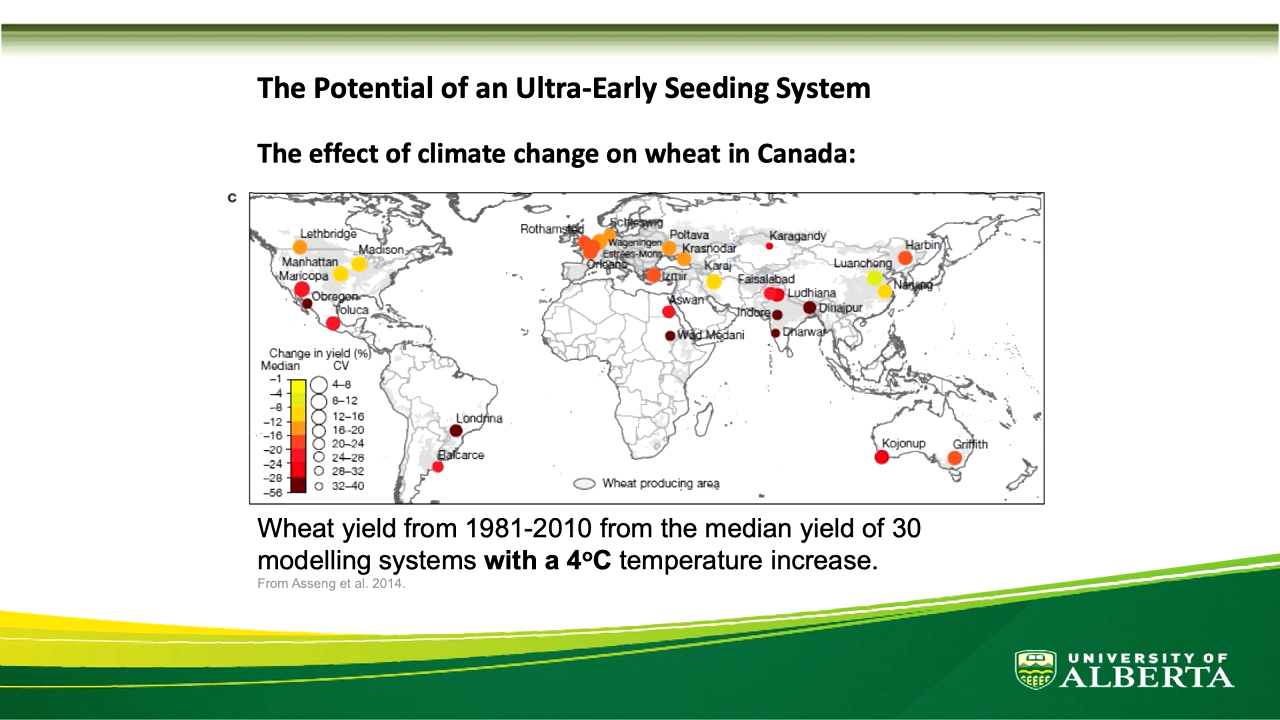 The Potential of an Ultra-Early Seeding System
The effect of climate change on wheat in Canada:
c
Lethbridge
Madison
Manhattan
Maricopa
Obregon
Toluca
Rothamsted
Schleswig
Wageningen
Estrees-Mons
Orleans
Poltava
Krasnodar
Izmir
Karaj
Karagandy
Faisalabad
Ludhiana
Indore
Dinajpur
Dharwar
Aswan
Wad Medani
Harbin
Luancheng
Nanjing
Londrina
Balcarce
Kojonup
Griffith
Change in yield (%)
Median CV
–1
–4
–8
–12
–16
–20
–24
–28
–56
4–8
8–12
12–16
16–20
20–24
24–28
28–32
32–40
Wheat producing area
Wheat yield from 1981-2010 from the median yield of 30
modelling systems with a 4ºC temperature increase.
From Asseng et al. 2014.
UNIVERSITY OF
ALBERTA